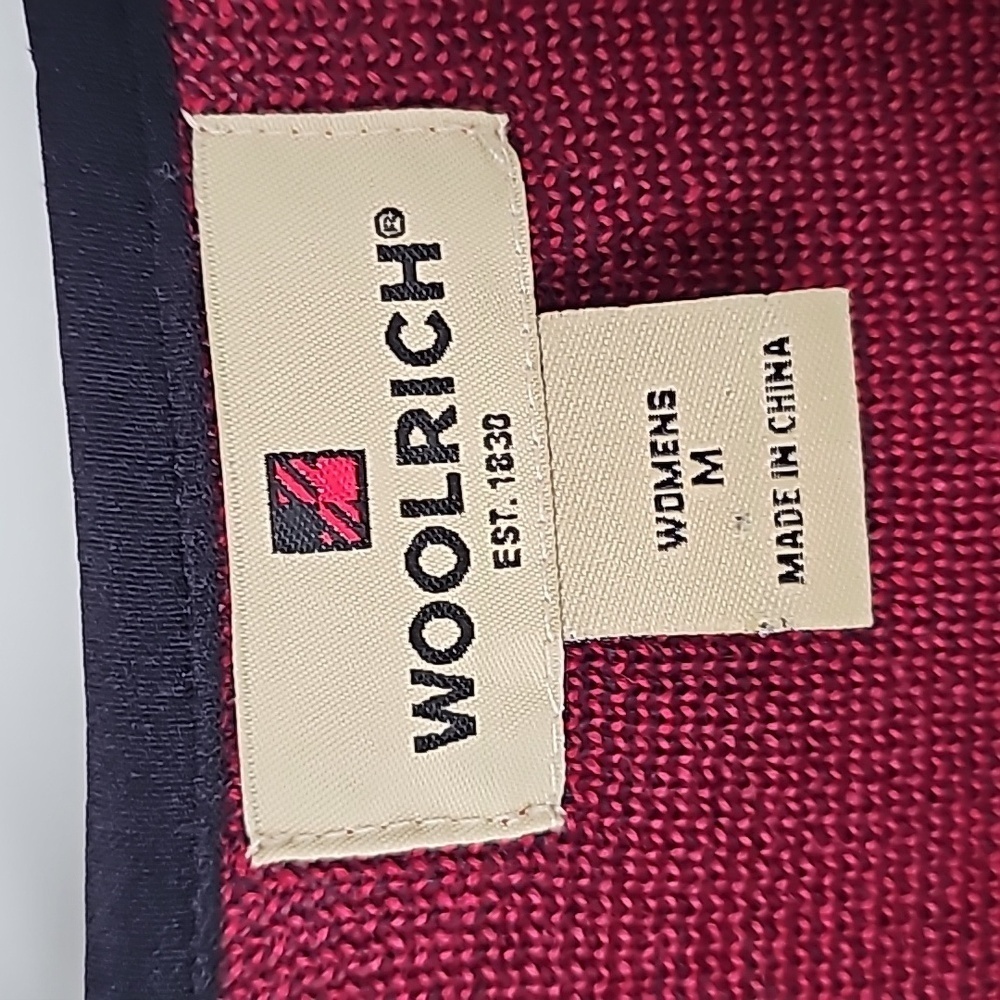 WOOLRICH®
EST. 1830
WOMENS
M
MADE IN CHINA